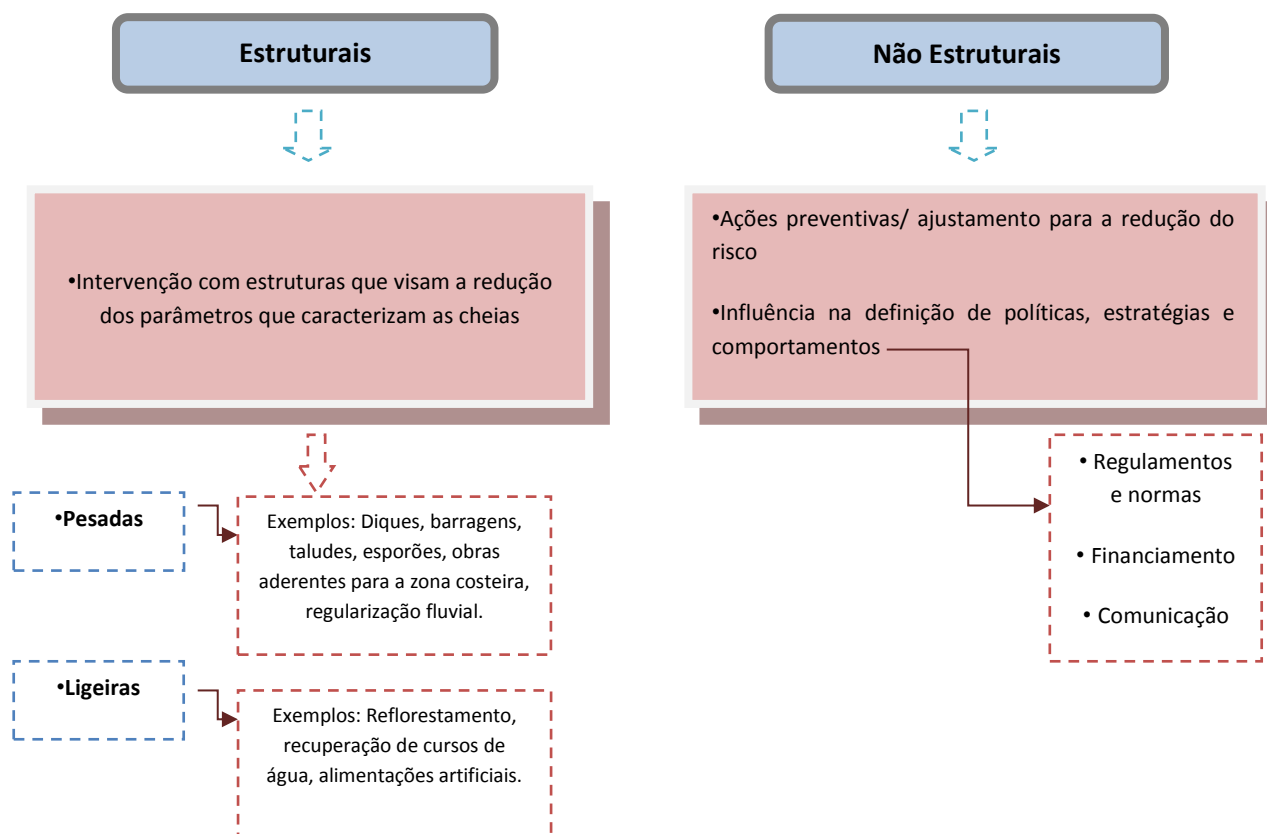 Estruturais
•Intervenção com estruturas que visam a redução
dos parâmetros que caracterizam as cheias
•Pesadas
Exemplos: Diques, barragens,
taludes, esporões, obras
aderentes para a zona costeira,
regularização fluvial.
•Ligeiras
Exemplos: Reflorestamento,
recuperação de cursos de
água, alimentações artificiais.
Não Estruturais
•Ações preventivas/ ajustamento para a redução do
risco
•Influência na definição de políticas, estratégias e
comportamentos
• Regulamentos
e normas
• Financiamento
• Comunicação